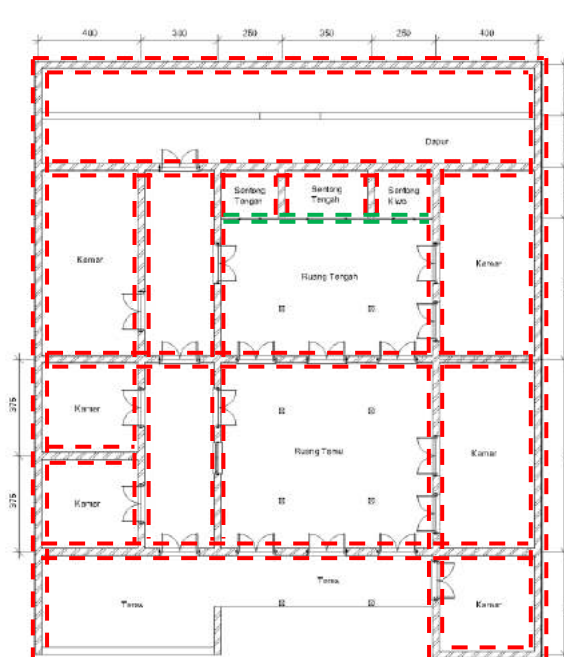 400 300 250 350 250 400
Dapur
Sentong
Tengah
Sentong
Tengah
Sentong
Kiwo
Kamar
Ruang Tengah
Kamar
375
Kamar
Ruang Tamu
Kamar
375
Kamar
Teras
Teras
Kamar